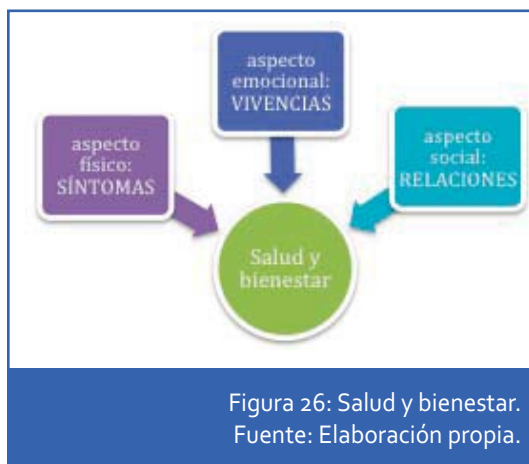 aspecto
emocional:
VIVENCIAS
aspecto
físico:
SÍNTOMAS
aspecto
social:
RELACIONES
Salud y
bienestar
Figura 26: Salud y bienestar.
Fuente: Elaboración propia.